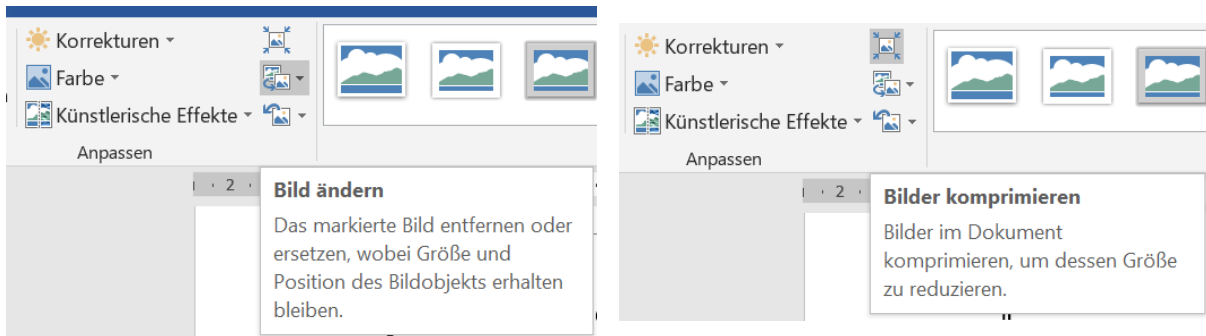 Korrekturen
Farbe
Künstlerische Effekte
Anpassen
2
Bild ändern
Das markierte Bild entfernen oder
ersetzen, wobei Größe und
Position des Bildobjekts erhalten
bleiben.
Korrekturen
Farbe
Künstlerische Effekte
Anpassen
2
Bilder komprimieren
Bilder im Dokument
komprimieren, um dessen Größe
zu reduzieren.